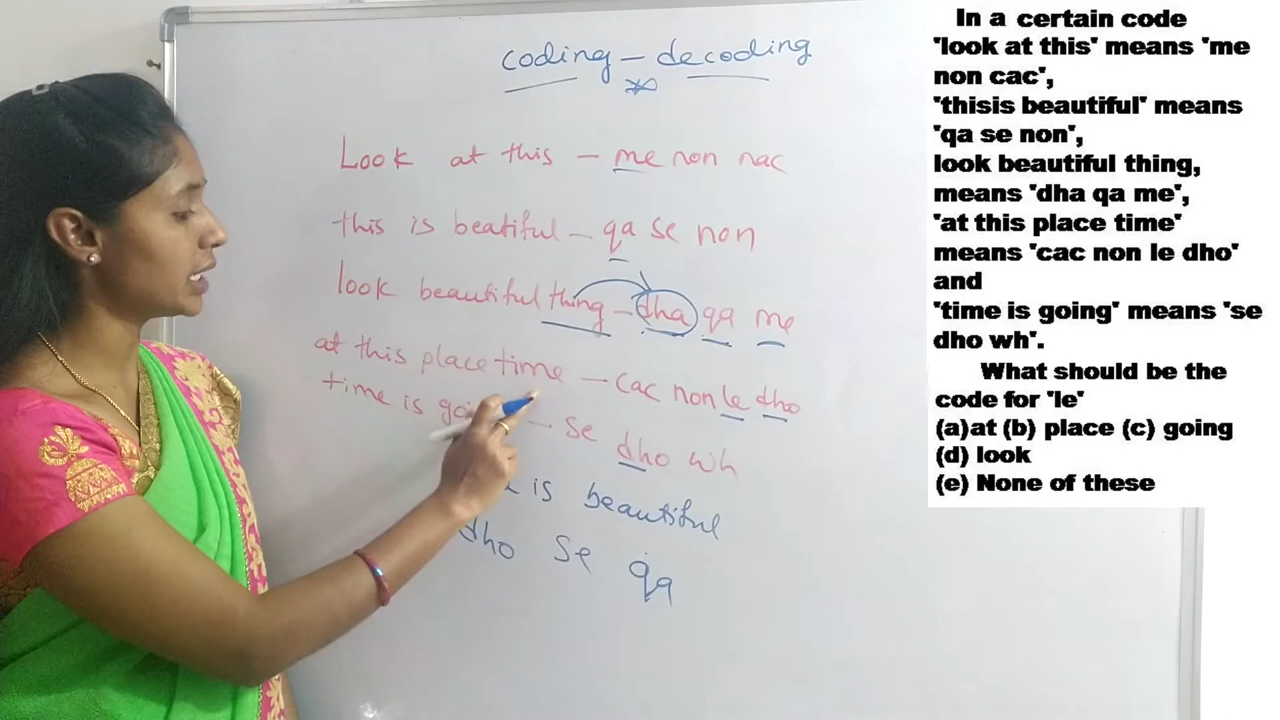 coding – decoding
Look at this – me non nac
this is beatiful – qa se non
look beautiful thing – dha qa me
at this place time – cac non le dho
time is – se dho wh
is beautiful
dho se qa
In a certain code
'look at this' means 'me
non cac',
'thisis beautiful' means
'qa se non',
look beautiful thing,
means 'dha qa me',
'at this place time'
means 'cac non le dho'
and
'time is going' means 'se
dho wh'.
What should be the
code for 'le'
(a)at (b) place (c) going
(d) look
(e) None of these